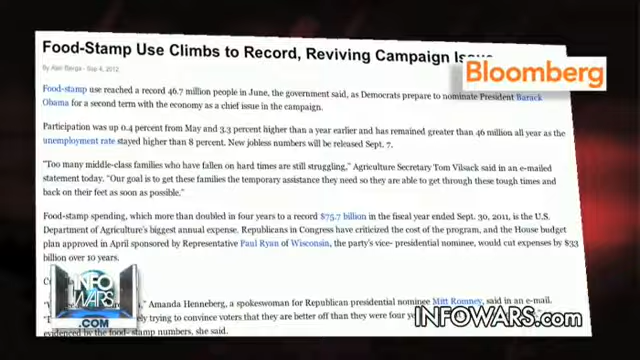 Food-Stamp Use Climbs to Record, Reviving Campaign Issue
Bloomberg
By Alan Bjerga - Sep 4, 2012
Food-stamp use reached a record 46.7 million people in June, the government said, as Democrats prepare to nominate President Barack
Obama for a second term with the economy as a chief issue in the campaign.
Participation was up 0.4 percent from May and 3.3 percent higher than a year earlier and has remained greater than 46 million all year as the
unemployment rate stayed higher than 8 percent. New jobless numbers will be released Sept. 7.
"Too many middle-class families who have fallen on hard times are still struggling," Agriculture Secretary Tom Vilsack said in an e-mailed
statement today. "Our goal is to get these families the temporary assistance they need so they are able to get through these tough times and
back on their feet as soon as possible."
Food-stamp spending, which more than doubled in four years to a record $75.7 billion in the fiscal year ended Sept. 30, 2011, is the U.S.
Department of Agriculture's biggest annual expense. Republicans in Congress have criticized the cost of the program, and the House budget
plan approved in April sponsored by Representative Paul Ryan of Wisconsin, the party's vice- presidential nominee, would cut expenses by $33
billion over 10 years.
Amanda Henneberg, a spokeswoman for Republican presidential nominee Mitt Romney, said in an e-mail.
trying to convince voters that they are better off than they were four
evidenced by the food- stamp numbers, she said.
INFO
WARS
.COM
INFOWARS.com